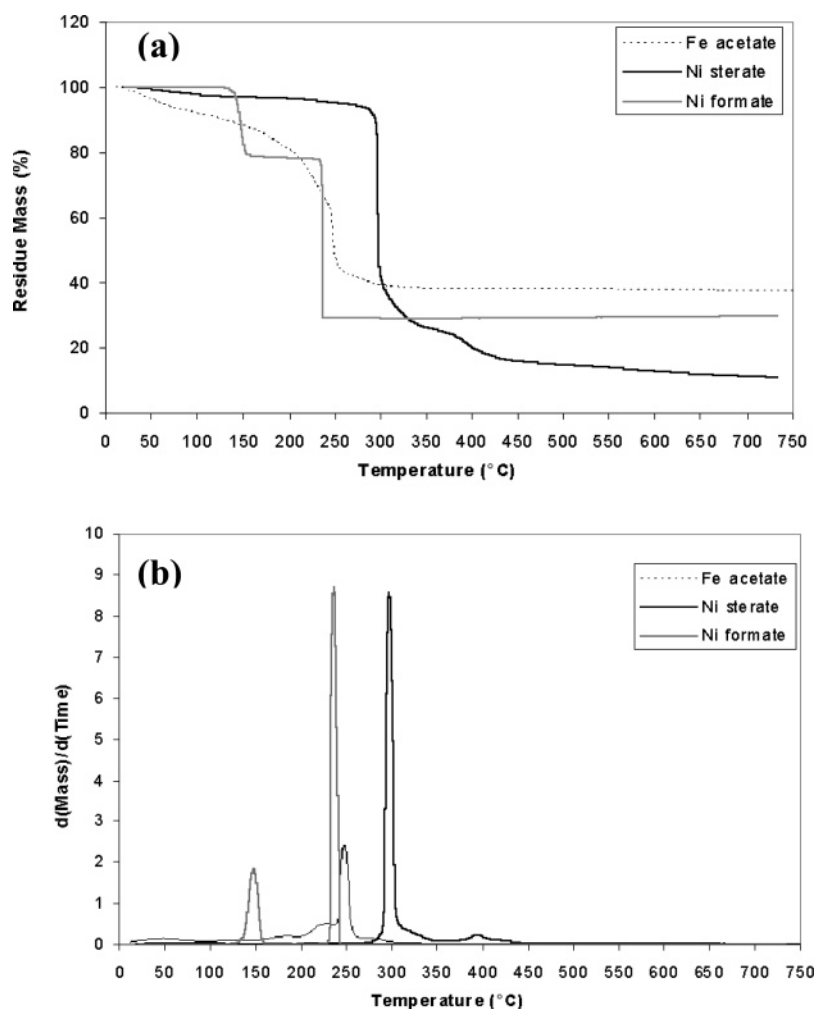 (a)
120
100
80
60
40
20
0
Residue Mass (%)
0 50 100 150 200 250 300 350 400 450 500 550 600 650 700 750
Temperature (°C)
Fe acetate
Ni sterate
Ni formate
(b)
10
9
8
7
6
5
4
3
2
1
0
d(Mass)/d(Time)
0 50 100 150 200 250 300 350 400 450 500 550 600 650 700 750
Temperature (°C)
Fe acetate
Ni sterate
Ni formate